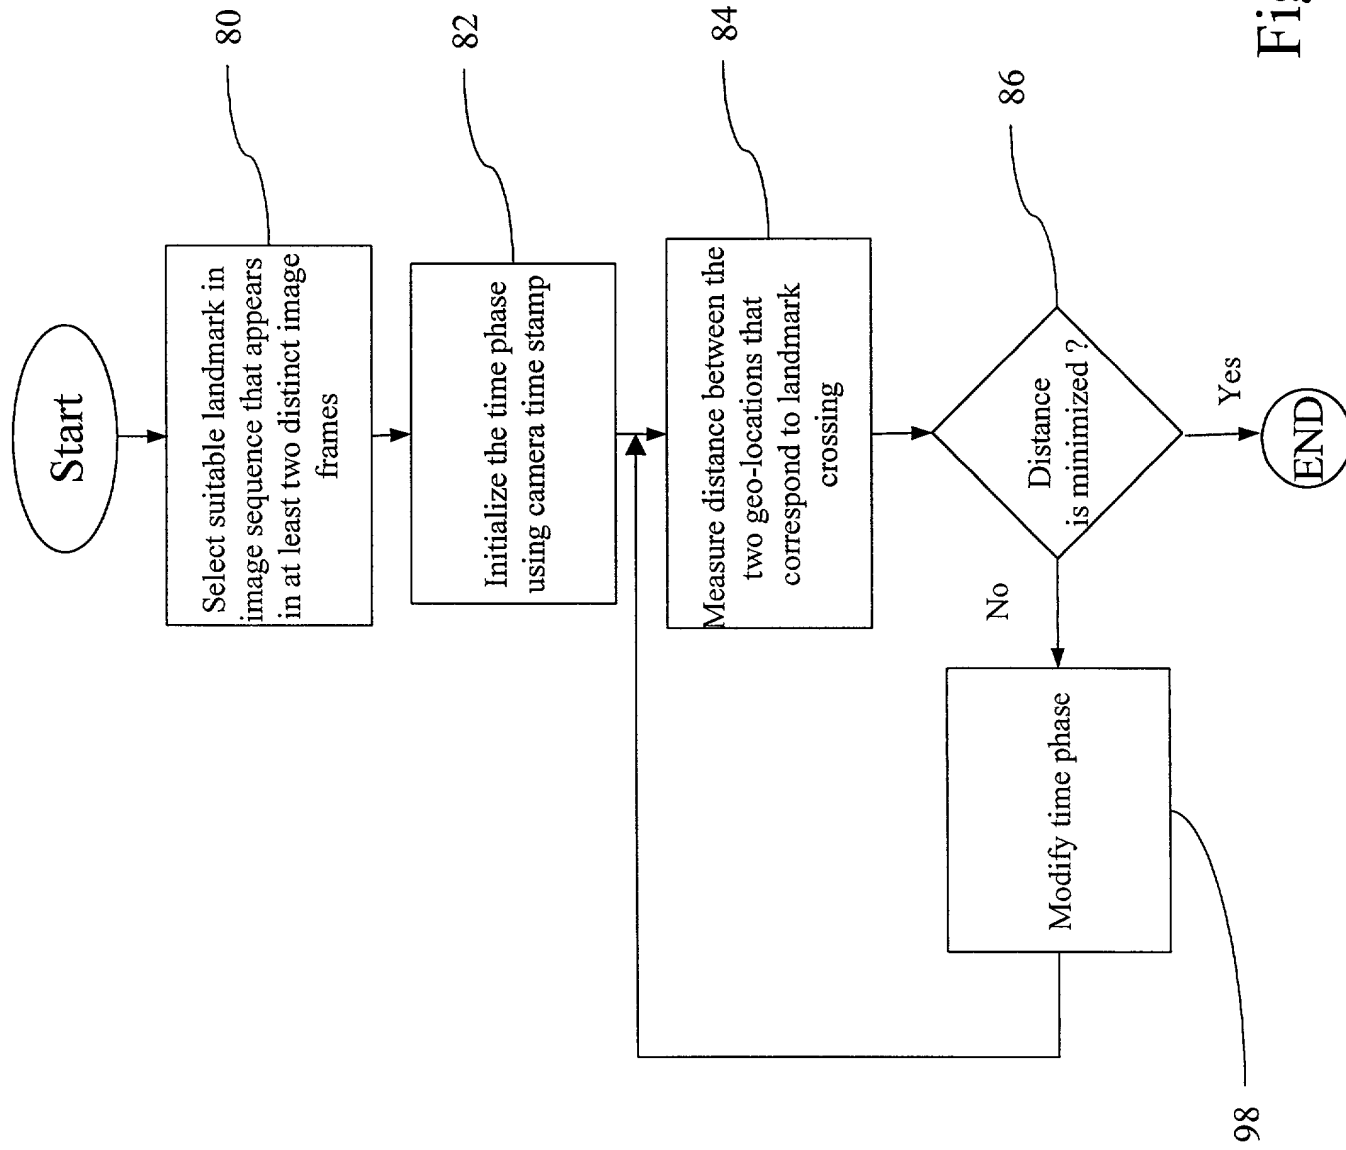 Start
80
Select suitable landmark in
image sequence that appears
in at least two distinct image
frames
82
Initialize the time phase
using camera time stamp
84
Measure distance between the
two geo-locations that
correspond to landmark
crossing
86
Distance
is minimized ?
No
Yes
Modify time phase
98
END
Fig